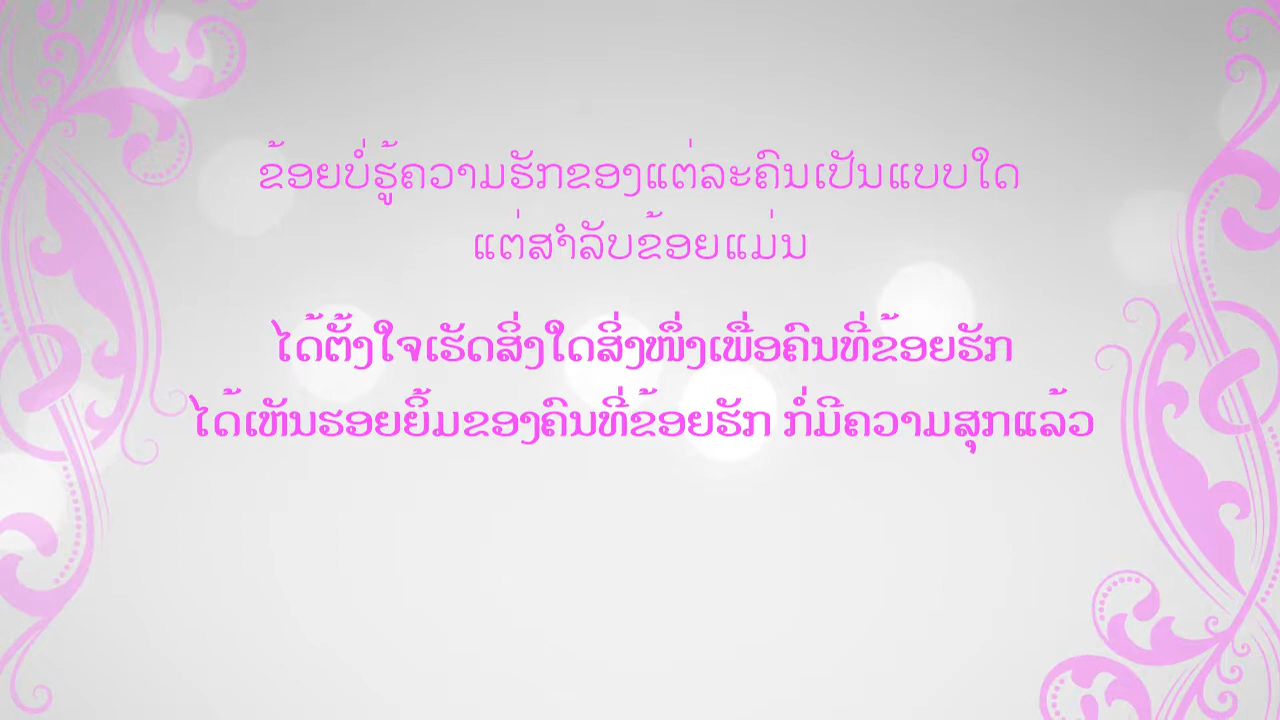 ຂ້ອຍບໍ່ຮູ້ຄວາມຮັກຂອງແຕ່ລະຄົນເປັນແບບໃດ
ແຕ່ສຳລັບຂ້ອຍແມ່ນ
ໄດ້ຕັ້ງໃຈເຮັດສິ່ງໃດສິ່ງໜຶ່ງເພື່ອຄົນທີ່ຂ້ອຍຮັກ
ໄດ້ເຫັນຮອຍຍິ້ມຂອງຄົນທີ່ຂ້ອຍຮັກ ກໍ່ມີຄວາມສຸກແລ້ວ